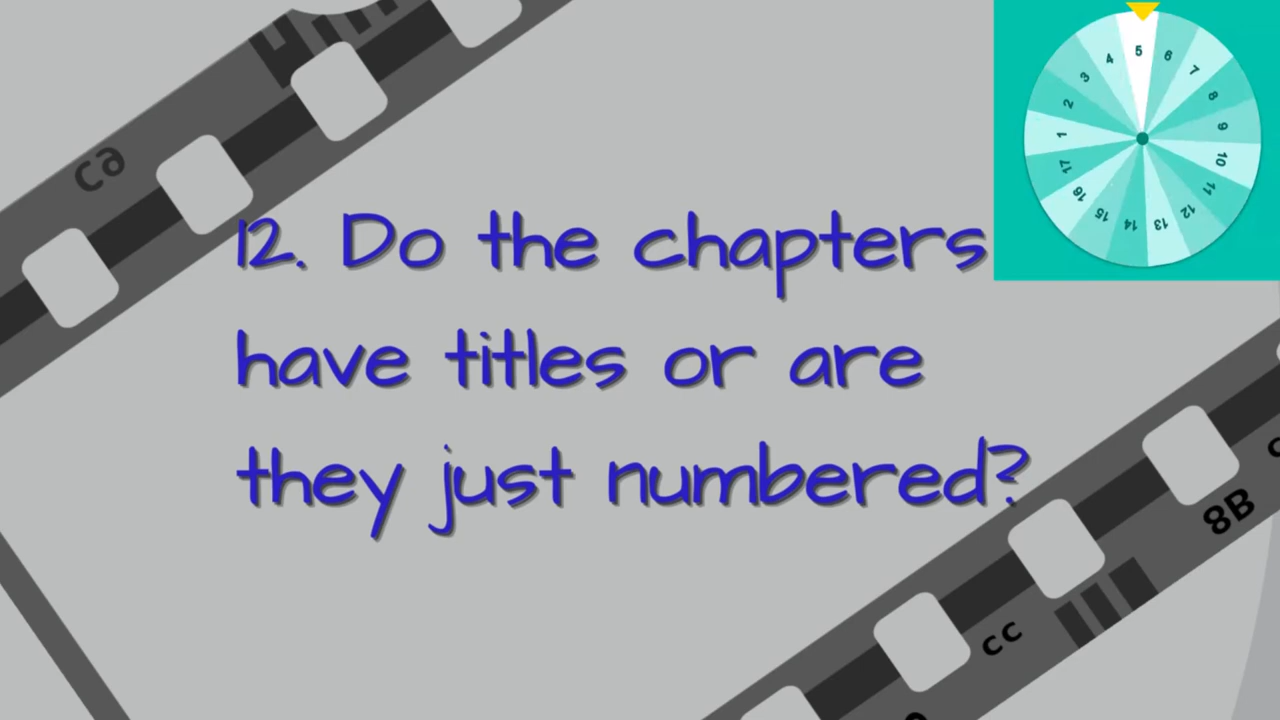 ca
5
6
7
8
9
10
11
12
13
14
15
16
17
1
2
3
4
12. Do the chapters
have titles or are
they just numbered?
8B
cc